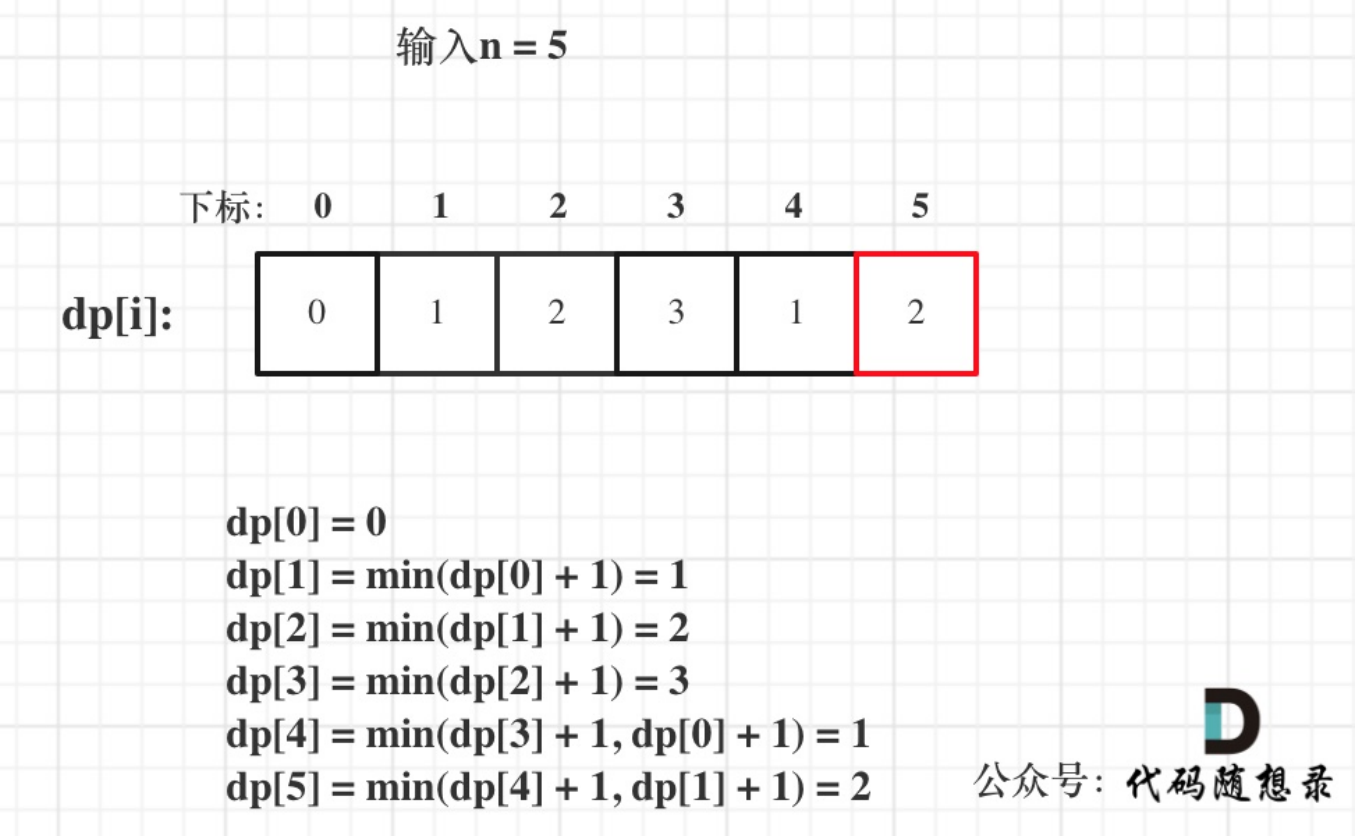 输入n = 5
下标： 0 1 2 3 4 5
dp[i]: 0 1 2 3 1 2
dp[0] = 0
dp[1] = min(dp[0] + 1) = 1
dp[2] = min(dp[1] + 1) = 2
dp[3] = min(dp[2] + 1) = 3
dp[4] = min(dp[3] + 1, dp[0] + 1) = 1
dp[5] = min(dp[4] + 1, dp[1] + 1) = 2
公众号：代码随想录